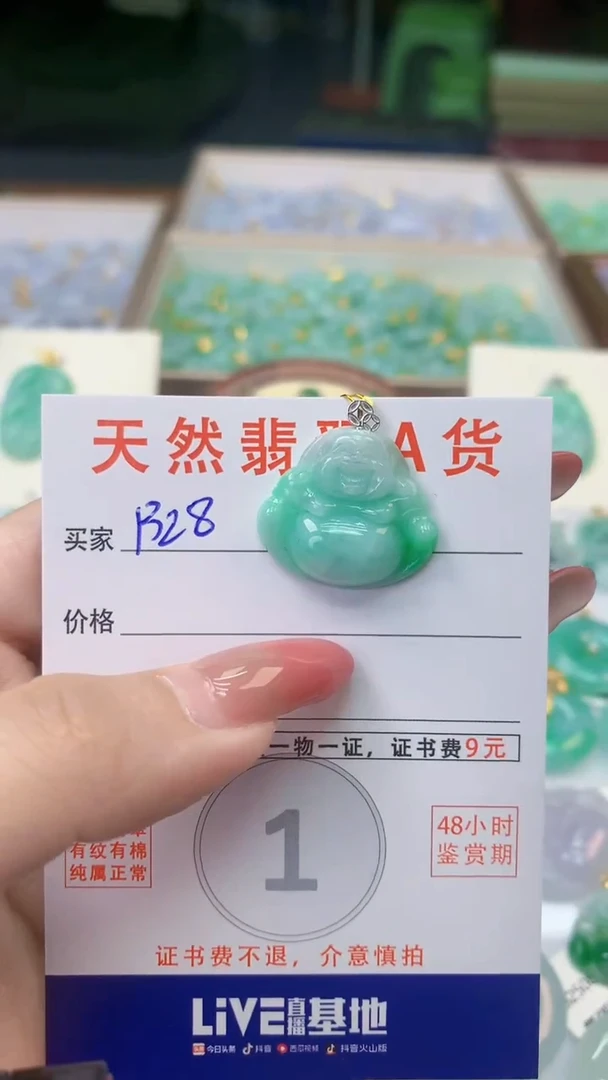 天然翡翠A货
买家 B28
价格
一物一证，证书费9元
有纹有棉
纯属正常
1
48小时
鉴赏期
证书费不退，介意慎拍
LiVE直播基地
今日头条 抖音 西瓜视频 抖音火山版